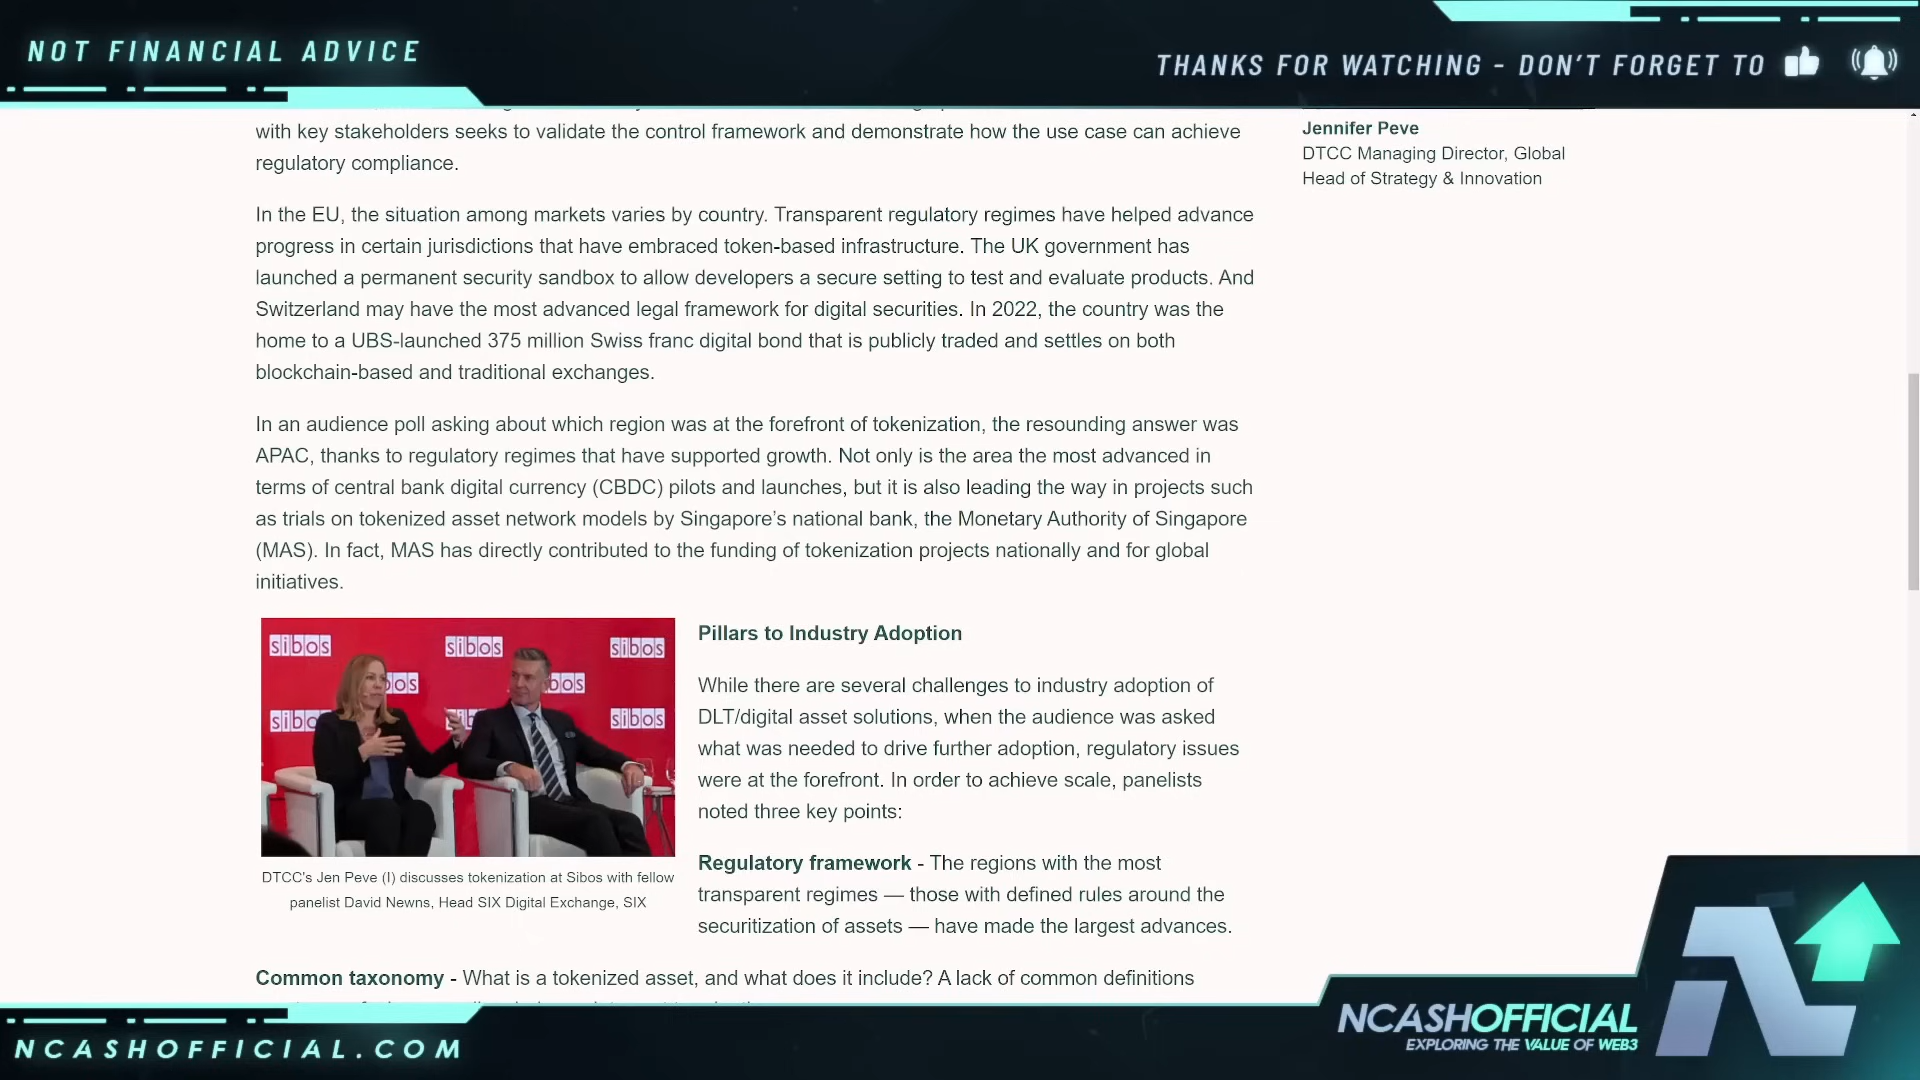 NOT FINANCIAL ADVICE
THANKS FOR WATCHING - DON'T FORGET TO
with key stakeholders seeks to validate the control framework and demonstrate how the use case can achieve
regulatory compliance.
In the EU, the situation among markets varies by country. Transparent regulatory regimes have helped advance
progress in certain jurisdictions that have embraced token-based infrastructure. The UK government has
launched a permanent security sandbox to allow developers a secure setting to test and evaluate products. And
Switzerland may have the most advanced legal framework for digital securities. In 2022, the country was the
home to a UBS-launched 375 million Swiss franc digital bond that is publicly traded and settles on both
blockchain-based and traditional exchanges.
In an audience poll asking about which region was at the forefront of tokenization, the resounding answer was
APAC, thanks to regulatory regimes that have supported growth. Not only is the area the most advanced in
terms of central bank digital currency (CBDC) pilots and launches, but it is also leading the way in projects such
as trials on tokenized asset network models by Singapore's national bank, the Monetary Authority of Singapore
(MAS). In fact, MAS has directly contributed to the funding of tokenization projects nationally and for global
initiatives.
Jennifer Peve
DTCC Managing Director, Global
Head of Strategy & Innovation
sibos
sibos
sibos
sibos
DTCC's Jen Peve (l) discusses tokenization at Sibos with fellow
panelist David Newns, Head SIX Digital Exchange, SIX
Pillars to Industry Adoption
While there are several challenges to industry adoption of
DLT/digital asset solutions, when the audience was asked
what was needed to drive further adoption, regulatory issues
were at the forefront. In order to achieve scale, panelists
noted three key points:
Regulatory framework - The regions with the most
transparent regimes — those with defined rules around the
securitization of assets — have made the largest advances.
Common taxonomy - What is a tokenized asset, and what does it include? A lack of common definitions
NCASHOFFICIAL.COM
NCASHOFFICIAL
EXPLORING THE VALUE OF WEB3